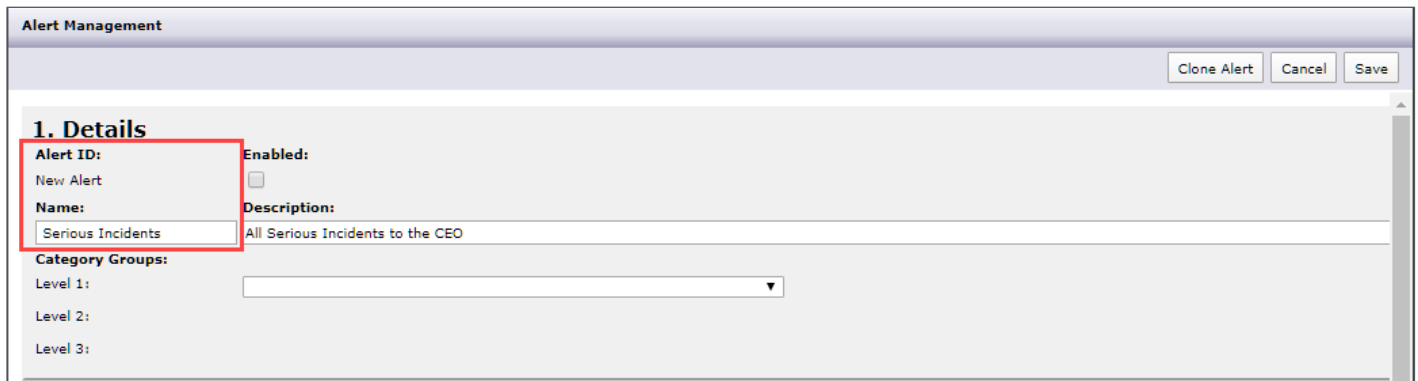 Alert Management
Clone Alert Cancel Save
1. Details
Alert ID: Enabled:
New Alert
Name: Description:
Serious Incidents All Serious Incidents to the CEO
Category Groups:
Level 1:
Level 2:
Level 3: